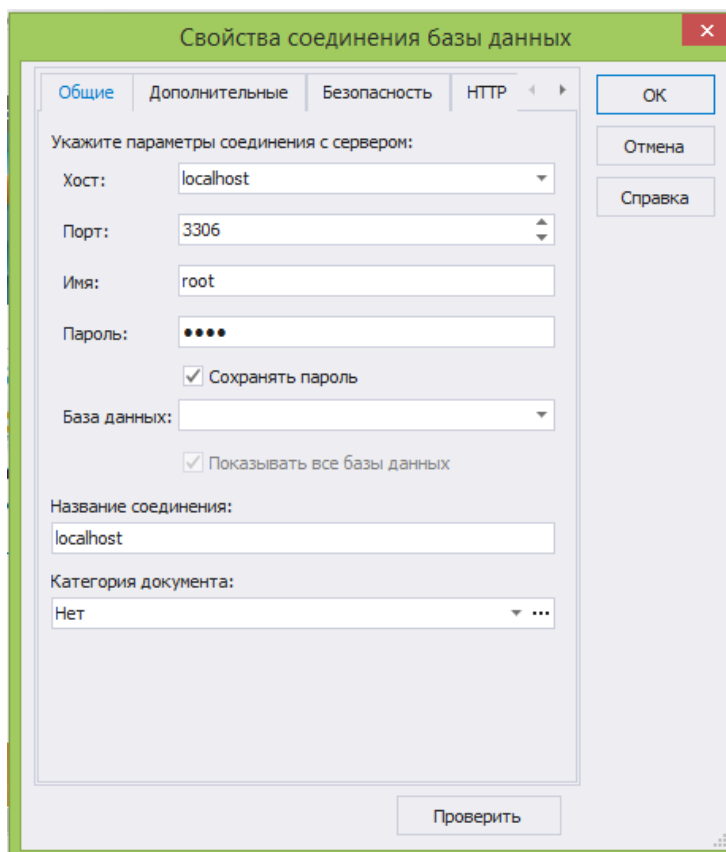 Свойства соединения базы данных
Общие Дополнительные Безопасность HTTP
OK
Отмена
Справка
Укажите параметры соединения с сервером:
Хост: localhost
Порт: 3306
Имя: root
Пароль: ••••
Сохранять пароль
База данных:
Показывать все базы данных
Название соединения:
localhost
Категория документа:
Нет
Проверить